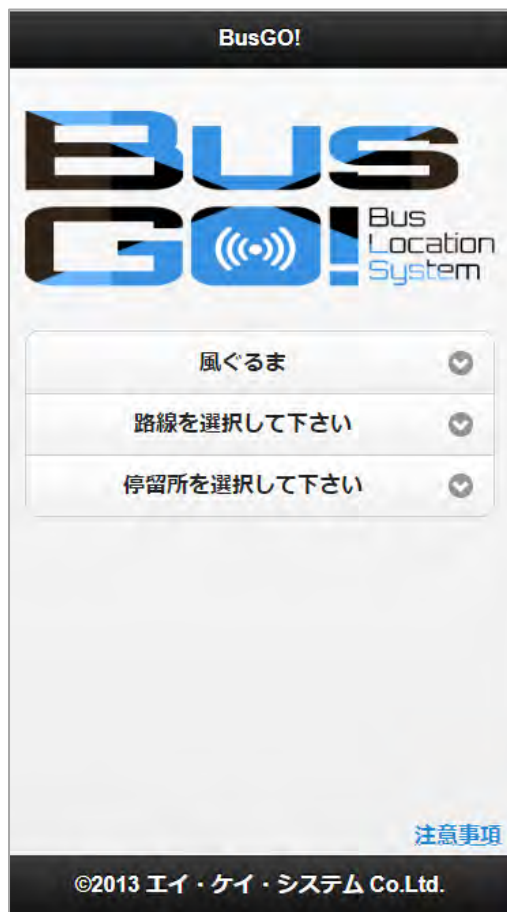 BusGO!
Bus
GO!
Bus
Location
System
風ぐるま
路線を選択して下さい
停留所を選択して下さい
注意事項
©2013 エイ・ケイ・システム Co.Ltd.